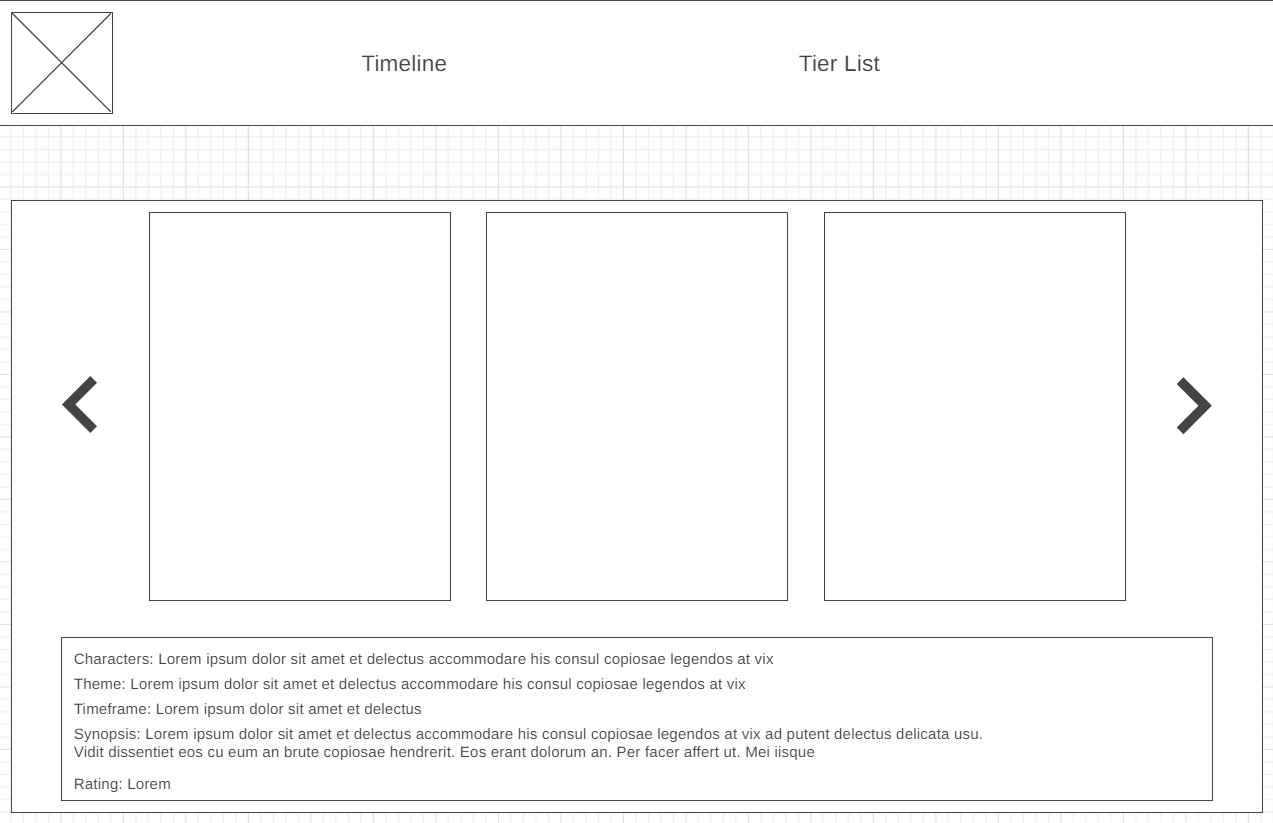 Timeline
Tier List
Characters: Lorem ipsum dolor sit amet et delectus accommodare his consul copiosae legendos at vix
Theme: Lorem ipsum dolor sit amet et delectus accommodare his consul copiosae legendos at vix
Timeframe: Lorem ipsum dolor sit amet et delectus
Synopsis: Lorem ipsum dolor sit amet et delectus accommodare his consul copiosae legendos at vix ad putent delectus delicata usu.
Vidit dissentiet eos cu eum an brute copiosae hendrerit. Eos erant dolorum an. Per facer affert ut. Mei iisque
Rating: Lorem